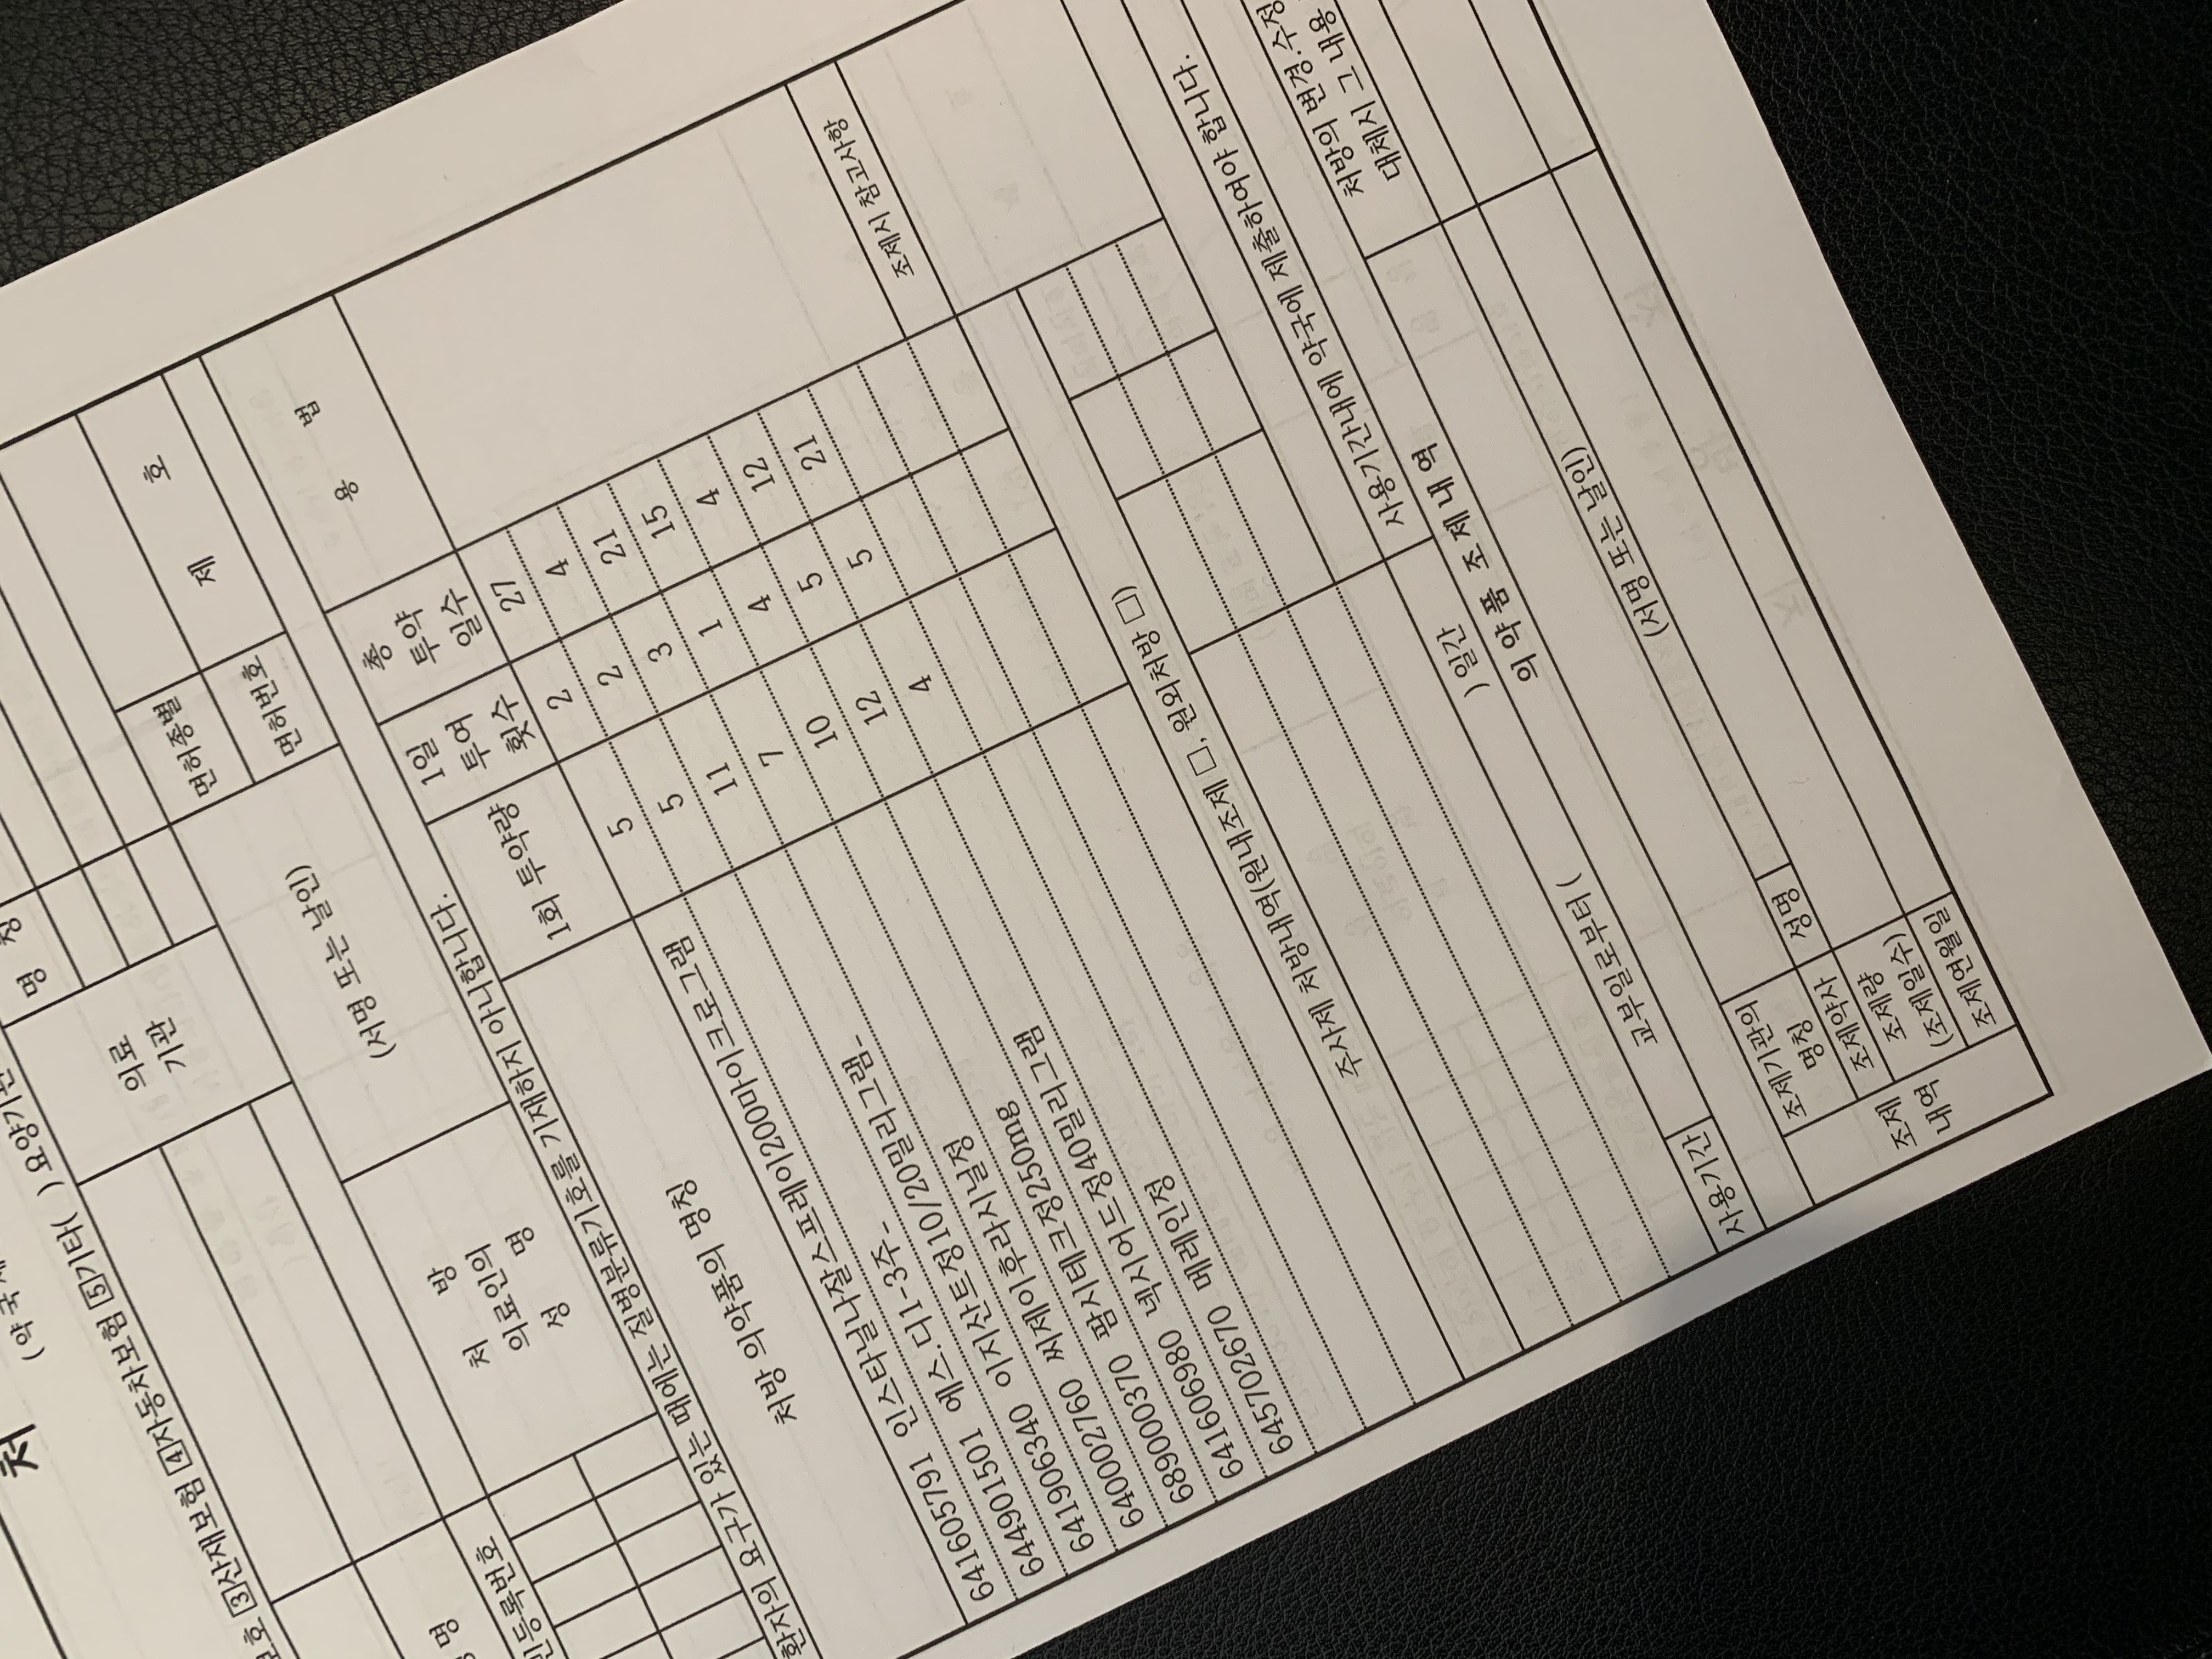 처
(약국제
보호 3산재보험 4자동차보험 5기타( ) 요양기관
의료
기관
명 칭
명
민등록번호
처 방
의료인의
성 명
(서명 또는 날인)
면허종별
면허번호
제 호
환자의 요구가 있는 때에는 질병분류기호를 기재하지 아니합니다.
처방 의약품의 명칭
1회 투약량
1일
투여
횟수
총
투약
일수
용 법
641605791 인스타닐나잘스프레이200마이크로그램 5 2 27
644901501 에스.디1-3주_ 5 2 4
641906340 이지산트정10/20밀리그램_ 11 3 21
640002760 씨제이후라시닐정 7 1 15
689000370 팜시테크정250mg 10 4 4
641606980 넥시어드정40밀리그램 12 5 12
645702670 메레인정 4 5 21
조제시 참고사항
주사제 처방내역(원내조제 □, 원외처방 □)
사용기간
교부일로부터 ( ) 일간
사용기간내에 약국에 제출하여야 합니다.
의 약 품 조 제 내 역
조제
내역
조제기관의
명칭
조제약사
성명
(서명 또는 날인)
조제량
(조제일수)
조제연월일
처방의 변경.수정
대체시 그 내용